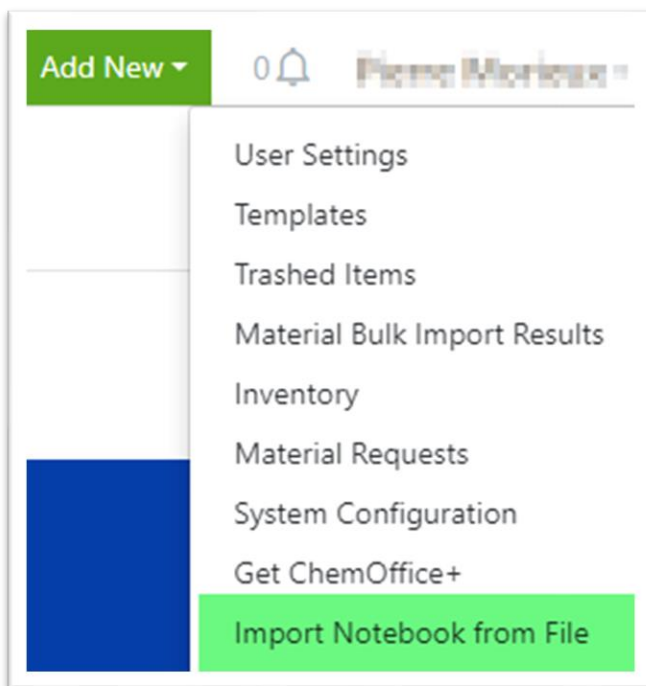 Add New 0
User Settings
Templates
Trashed Items
Material Bulk Import Results
Inventory
Material Requests
System Configuration
Get ChemOffice+
Import Notebook from File